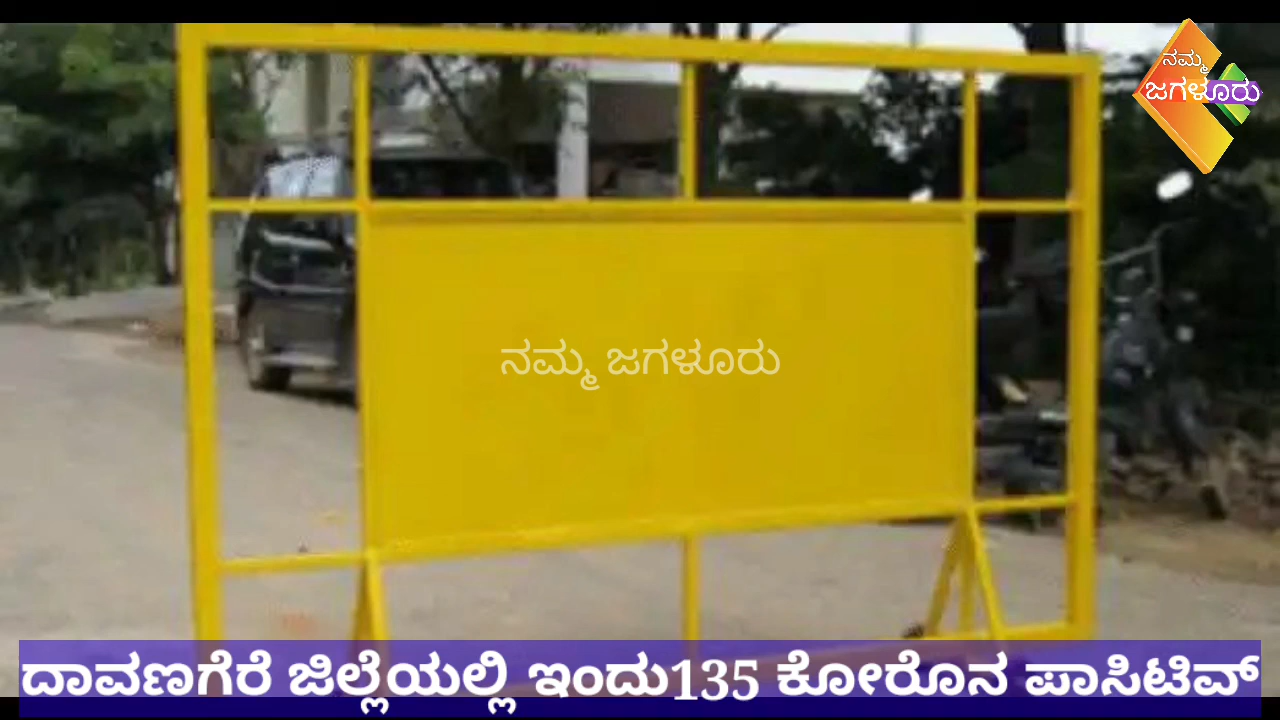 ನಮ್ಮ
ಜಗಳೂರು
ನಮ್ಮ ಜಗಳೂರು
ದಾವಣಗೆರೆ ಜಿಲ್ಲೆಯಲ್ಲಿ ಇಂದು135 ಕೋರೊನ ಪಾಸಿಟಿವ್